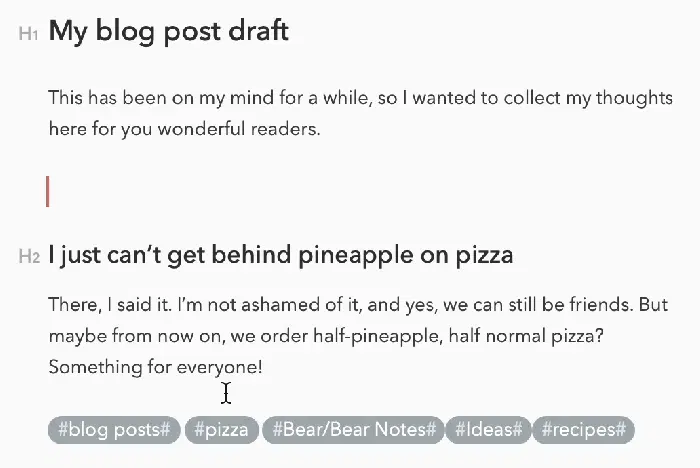 H1 My blog post draft
This has been on my mind for a while, so I wanted to collect my thoughts
here for you wonderful readers.
H2 I just can’t get behind pineapple on pizza
There, I said it. I’m not ashamed of it, and yes, we can still be friends. But
maybe from now on, we order half-pineapple, half normal pizza?
Something for everyone!
#blog posts# #pizza #Bear/Bear Notes# #Ideas# #recipes#